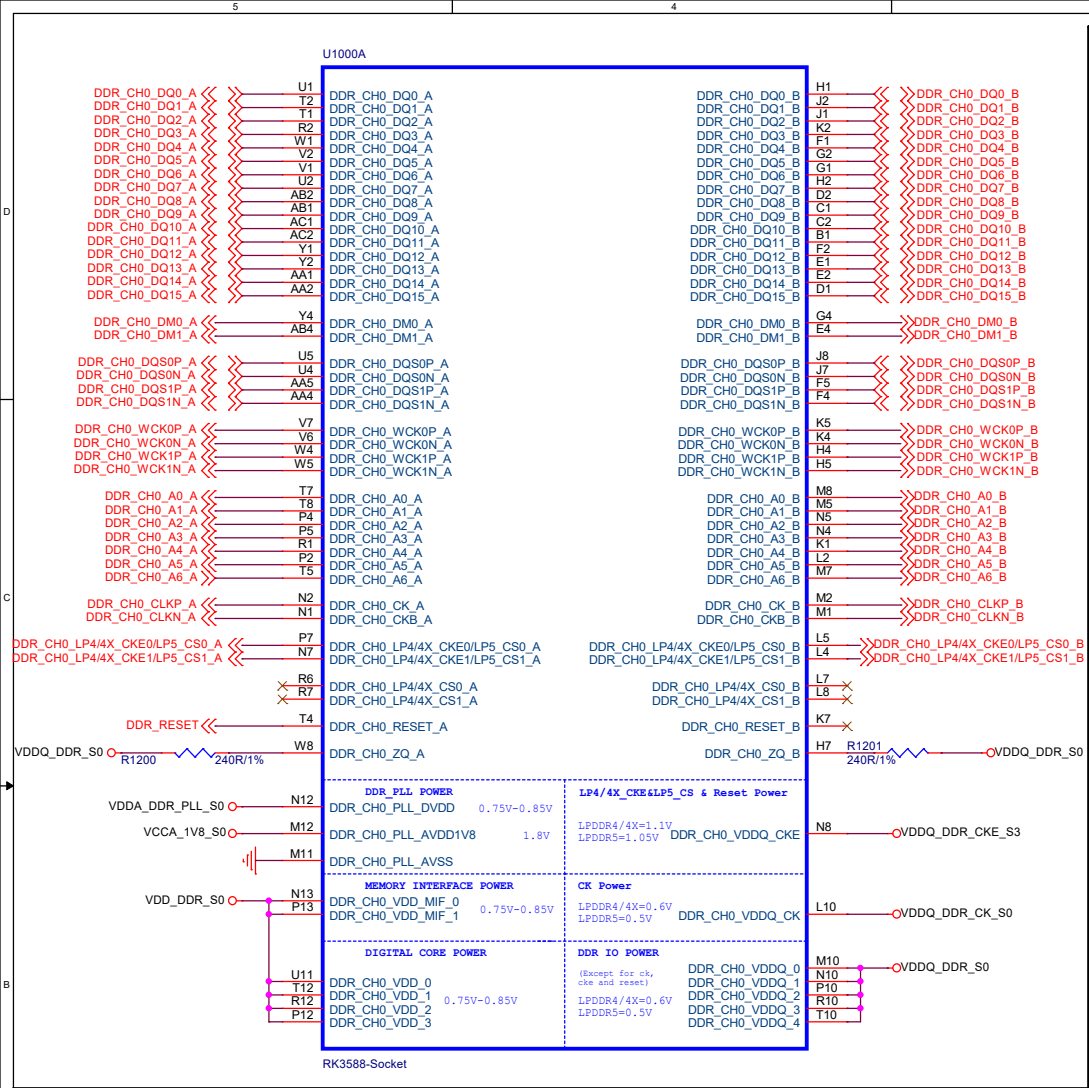 5 4
U1000A
DDR_CH0_DQ0_A U1 DDR_CH0_DQ0_A DDR_CH0_DQ0_B H1 DDR_CH0_DQ0_B
DDR_CH0_DQ1_A T2 DDR_CH0_DQ1_A DDR_CH0_DQ1_B J2 DDR_CH0_DQ1_B
DDR_CH0_DQ2_A T1 DDR_CH0_DQ2_A DDR_CH0_DQ2_B J1 DDR_CH0_DQ2_B
DDR_CH0_DQ3_A R2 DDR_CH0_DQ3_A DDR_CH0_DQ3_B K2 DDR_CH0_DQ3_B
DDR_CH0_DQ4_A W1 DDR_CH0_DQ4_A DDR_CH0_DQ4_B F1 DDR_CH0_DQ4_B
DDR_CH0_DQ5_A V2 DDR_CH0_DQ5_A DDR_CH0_DQ5_B G2 DDR_CH0_DQ5_B
DDR_CH0_DQ6_A V1 DDR_CH0_DQ6_A DDR_CH0_DQ6_B G1 DDR_CH0_DQ6_B
DDR_CH0_DQ7_A U2 DDR_CH0_DQ7_A DDR_CH0_DQ7_B H2 DDR_CH0_DQ7_B
DDR_CH0_DQ8_A AB2 DDR_CH0_DQ8_A DDR_CH0_DQ8_B D2 DDR_CH0_DQ8_B
D DDR_CH0_DQ9_A AB1 DDR_CH0_DQ9_A DDR_CH0_DQ9_B C1 DDR_CH0_DQ9_B
DDR_CH0_DQ10_A AC1 DDR_CH0_DQ10_A DDR_CH0_DQ10_B C2 DDR_CH0_DQ10_B
DDR_CH0_DQ11_A AC2 DDR_CH0_DQ11_A DDR_CH0_DQ11_B B1 DDR_CH0_DQ11_B
DDR_CH0_DQ12_A Y1 DDR_CH0_DQ12_A DDR_CH0_DQ12_B F2 DDR_CH0_DQ12_B
DDR_CH0_DQ13_A Y2 DDR_CH0_DQ13_A DDR_CH0_DQ13_B E1 DDR_CH0_DQ13_B
DDR_CH0_DQ14_A AA1 DDR_CH0_DQ14_A DDR_CH0_DQ14_B E2 DDR_CH0_DQ14_B
DDR_CH0_DQ15_A AA2 DDR_CH0_DQ15_A DDR_CH0_DQ15_B D1 DDR_CH0_DQ15_B
DDR_CH0_DM0_A Y4 DDR_CH0_DM0_A DDR_CH0_DM0_B G4 DDR_CH0_DM0_B
DDR_CH0_DM1_A AB4 DDR_CH0_DM1_A DDR_CH0_DM1_B E4 DDR_CH0_DM1_B
DDR_CH0_DQS0P_A U5 DDR_CH0_DQS0P_A DDR_CH0_DQS0P_B J8 DDR_CH0_DQS0P_B
DDR_CH0_DQS0N_A U4 DDR_CH0_DQS0N_A DDR_CH0_DQS0N_B J7 DDR_CH0_DQS0N_B
DDR_CH0_DQS1P_A AA5 DDR_CH0_DQS1P_A DDR_CH0_DQS1P_B F5 DDR_CH0_DQS1P_B
DDR_CH0_DQS1N_A AA4 DDR_CH0_DQS1N_A DDR_CH0_DQS1N_B F4 DDR_CH0_DQS1N_B
DDR_CH0_WCK0P_A V7 DDR_CH0_WCK0P_A DDR_CH0_WCK0P_B K5 DDR_CH0_WCK0P_B
DDR_CH0_WCK0N_A V6 DDR_CH0_WCK0N_A DDR_CH0_WCK0N_B K4 DDR_CH0_WCK0N_B
DDR_CH0_WCK1P_A W4 DDR_CH0_WCK1P_A DDR_CH0_WCK1P_B H4 DDR_CH0_WCK1P_B
DDR_CH0_WCK1N_A W5 DDR_CH0_WCK1N_A DDR_CH0_WCK1N_B H5 DDR_CH0_WCK1N_B
DDR_CH0_A0_A T7 DDR_CH0_A0_A DDR_CH0_A0_B M8 DDR_CH0_A0_B
DDR_CH0_A1_A T8 DDR_CH0_A1_A DDR_CH0_A1_B M5 DDR_CH0_A1_B
DDR_CH0_A2_A P4 DDR_CH0_A2_A DDR_CH0_A2_B N5 DDR_CH0_A2_B
DDR_CH0_A3_A P5 DDR_CH0_A3_A DDR_CH0_A3_B N4 DDR_CH0_A3_B
DDR_CH0_A4_A R1 DDR_CH0_A4_A DDR_CH0_A4_B K1 DDR_CH0_A4_B
DDR_CH0_A5_A P2 DDR_CH0_A5_A DDR_CH0_A5_B L2 DDR_CH0_A5_B
DDR_CH0_A6_A T5 DDR_CH0_A6_A DDR_CH0_A6_B M7 DDR_CH0_A6_B
C DDR_CH0_CLKP_A N2 DDR_CH0_CK_A DDR_CH0_CK_B M2 DDR_CH0_CLKP_B
DDR_CH0_CLKN_A N1 DDR_CH0_CKB_A DDR_CH0_CKB_B M1 DDR_CH0_CLKN_B
DDR_CH0_LP4/4X_CKE0/LP5_CS0_A P7 DDR_CH0_LP4/4X_CKE0/LP5_CS0_A DDR_CH0_LP4/4X_CKE0/LP5_CS0_B L5 DDR_CH0_LP4/4X_CKE0/LP5_CS0_B
DDR_CH0_LP4/4X_CKE1/LP5_CS1_A N7 DDR_CH0_LP4/4X_CKE1/LP5_CS1_A DDR_CH0_LP4/4X_CKE1/LP5_CS1_B L4 DDR_CH0_LP4/4X_CKE1/LP5_CS1_B
R6 DDR_CH0_LP4/4X_CS0_A DDR_CH0_LP4/4X_CS0_B L7
R7 DDR_CH0_LP4/4X_CS1_A DDR_CH0_LP4/4X_CS1_B L8
DDR_RESET T4 DDR_CH0_RESET_A DDR_CH0_RESET_B K7
VDDQ_DDR_S0 R1200 240R/1% W8 DDR_CH0_ZQ_A DDR_CH0_ZQ_B H7 R1201 240R/1% VDDQ_DDR_S0
DDR_PLL POWER LP4/4X_CKE&LP5_CS & Reset Power
VDDA_DDR_PLL_S0 N12 DDR_CH0_PLL_DVDD 0.75V-0.85V
LPDDR4/4X=1.1V
VCCA_1V8_S0 M12 DDR_CH0_PLL_AVDD1V8 1.8V LPDDR5=1.05V DDR_CH0_VDDQ_CKE N8 VDDQ_DDR_CKE_S3
M11 DDR_CH0_PLL_AVSS
MEMORY INTERFACE POWER CK Power
VDD_DDR_S0 N13 DDR_CH0_VDD_MIF_0 0.75V-0.85V LPDDR4/4X=0.6V
P13 DDR_CH0_VDD_MIF_1 LPDDR5=0.5V DDR_CH0_VDDQ_CK L10 VDDQ_DDR_CK_S0
DIGITAL CORE POWER DDR IO POWER
DDR_CH0_VDDQ_0 M10 VDDQ_DDR_S0
B U11 DDR_CH0_VDD_0 (Except for ck, DDR_CH0_VDDQ_1 N10
T12 DDR_CH0_VDD_1 0.75V-0.85V cke and reset) DDR_CH0_VDDQ_2 P10
R12 DDR_CH0_VDD_2 LPDDR4/4X=0.6V DDR_CH0_VDDQ_3 R10
P12 DDR_CH0_VDD_3 LPDDR5=0.5V DDR_CH0_VDDQ_4 T10
RK3588-Socket